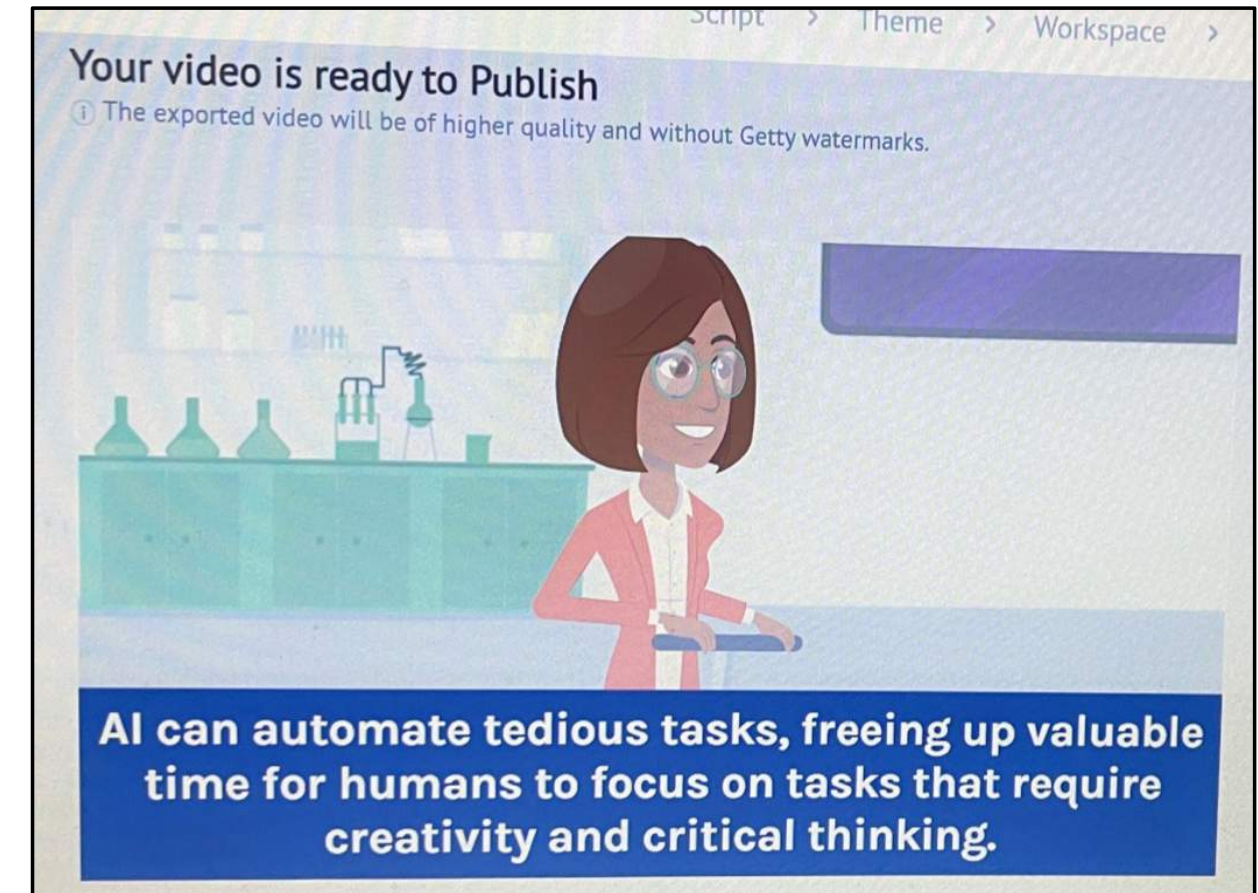 Script > Theme > Workspace >
Your video is ready to Publish
ⓘ The exported video will be of higher quality and without Getty watermarks.
AI can automate tedious tasks, freeing up valuable
time for humans to focus on tasks that require
creativity and critical thinking.